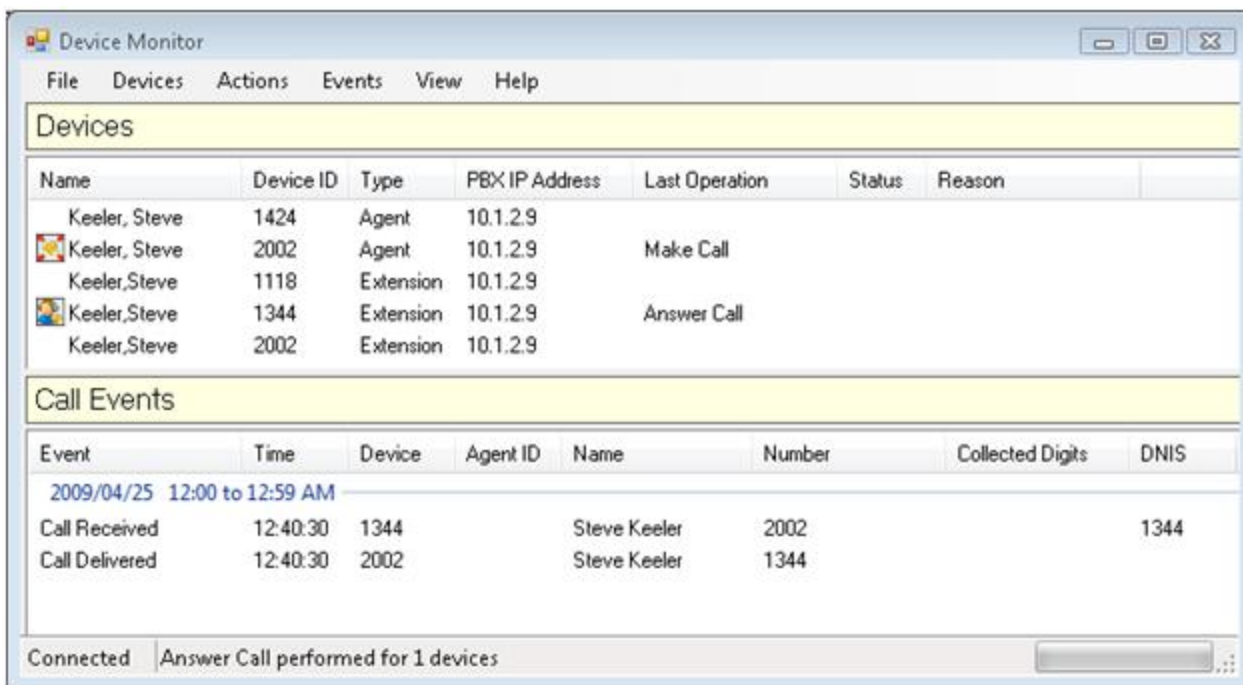 Device Monitor
File Devices Actions Events View Help
Devices
Name Device ID Type PBX IP Address Last Operation Status Reason
Keeler, Steve 1424 Agent 10.1.2.9
Keeler, Steve 2002 Agent 10.1.2.9 Make Call
Keeler,Steve 1118 Extension 10.1.2.9
Keeler,Steve 1344 Extension 10.1.2.9 Answer Call
Keeler,Steve 2002 Extension 10.1.2.9
Call Events
Event Time Device Agent ID Name Number Collected Digits DNIS
2009/04/25 12:00 to 12:59 AM
Call Received 12:40:30 1344 Steve Keeler 2002 1344
Call Delivered 12:40:30 2002 Steve Keeler 1344
Connected Answer Call performed for 1 devices